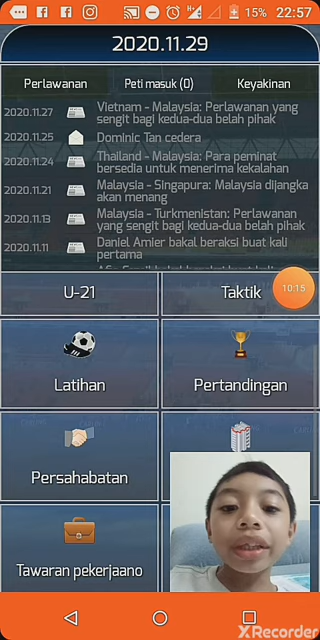 15% 22:57
2020.11.29
Perlawanan Peti masuk (0) Keyakinan
2020.11.27 Vietnam - Malaysia: Perlawanan yang
sengit bagi kedua-dua belah pihak
2020.11.25 Dominic Tan cedera
2020.11.24 Thailand - Malaysia: Para peminat
bersedia untuk menerima kekalahan
2020.11.21 Malaysia - Singapura: Malaysia dijangka
akan menang
2020.11.13 Malaysia - Turkmenistan: Perlawanan
yang sengit bagi kedua-dua belah pihak
2020.11.11 Daniel Amier bakal beraksi buat kali
pertama
U-21 Taktik 10:15
Latihan Pertandingan
Persahabatan
Tawaran pekerjaano
XRecorder